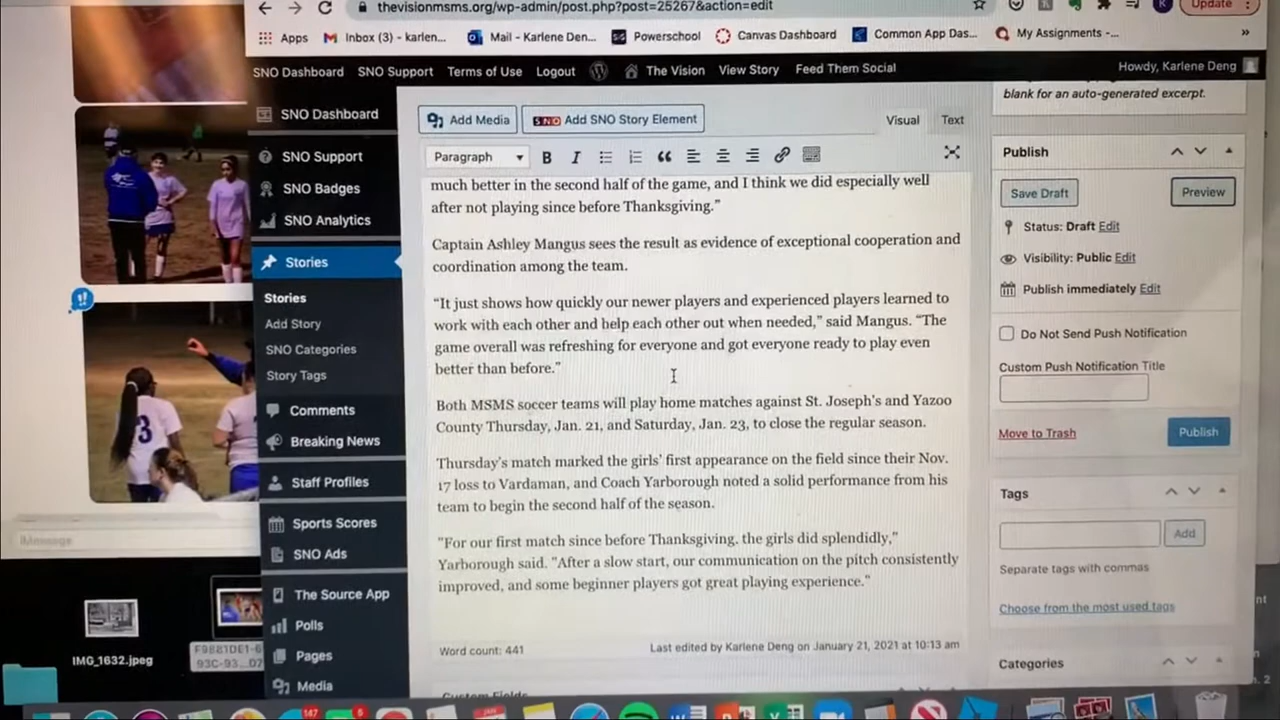 thevisionmsms.org/wp-admin/post.php?post=25267&action=edit
Update
Apps
Inbox (3) - karlen...
Mail - Karlene Den...
Powerschool
Canvas Dashboard
Common App Das...
My Assignments -...
»
SNO Dashboard
SNO Support
Terms of Use
Logout
The Vision
View Story
Feed Them Social
Howdy, Karlene Deng
SNO Dashboard
SNO Support
SNO Badges
SNO Analytics
Stories
Stories
Add Story
SNO Categories
Story Tags
Comments
Breaking News
Staff Profiles
Sports Scores
SNO Ads
The Source App
Polls
Pages
Media
Add Media
SNO Add SNO Story Element
Visual
Text
Paragraph
B
I
much better in the second half of the game, and I think we did especially well
after not playing since before Thanksgiving.”
Captain Ashley Mangus sees the result as evidence of exceptional cooperation and
coordination among the team.
“It just shows how quickly our newer players and experienced players learned to
work with each other and help each other out when needed,” said Mangus. “The
game overall was refreshing for everyone and got everyone ready to play even
better than before.”
Both MSMS soccer teams will play home matches against St. Joseph's and Yazoo
County Thursday, Jan. 21, and Saturday, Jan. 23, to close the regular season.
Thursday's match marked the girls' first appearance on the field since their Nov.
17 loss to Vardaman, and Coach Yarborough noted a solid performance from his
team to begin the second half of the season.
"For our first match since before Thanksgiving. the girls did splendidly,"
Yarborough said. "After a slow start, our communication on the pitch consistently
improved, and some beginner players got great playing experience."
Word count: 441
Last edited by Karlene Deng on January 21, 2021 at 10:13 am
Custom Fields
blank for an auto-generated excerpt.
Publish
Save Draft
Preview
Status: Draft Edit
Visibility: Public Edit
Publish immediately Edit
Do Not Send Push Notification
Custom Push Notification Title
Move to Trash
Publish
Tags
Add
Separate tags with commas
Choose from the most used tags
Categories
3
iMessage
IMG_1632.jpeg
F9881DE1-6
93C-93...D7
147
6
JAN